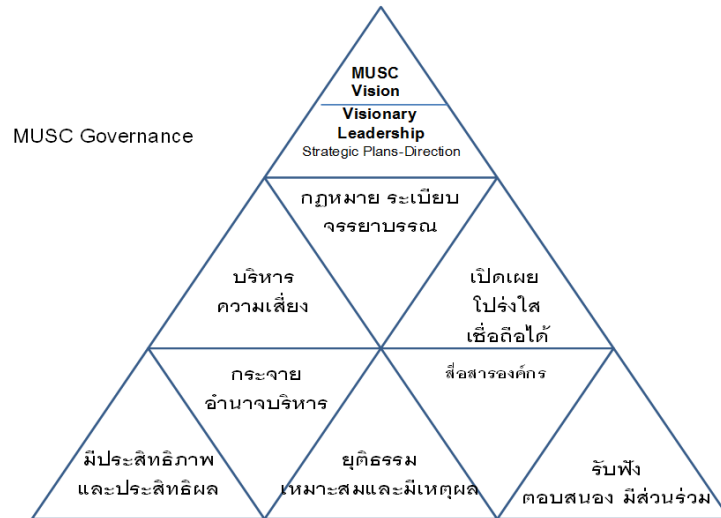 MUSC
Vision
Visionary
Leadership
Strategic Plans-Direction
MUSC Governance
กฏหมาย ระเบียบ
จรรยาบรรณ
บริหาร
ความเสี่ยง
เปิดเผย
โปร่งใส
เชื่อถือได้
กระจาย
อำนาจบริหาร
สื่อสารองค์กร
มีประสิทธิภาพ
และประสิทธิผล
ยุติธรรม
เหมาะสมและมีเหตุผล
รับฟัง
ตอบสนอง มีส่วนร่วม